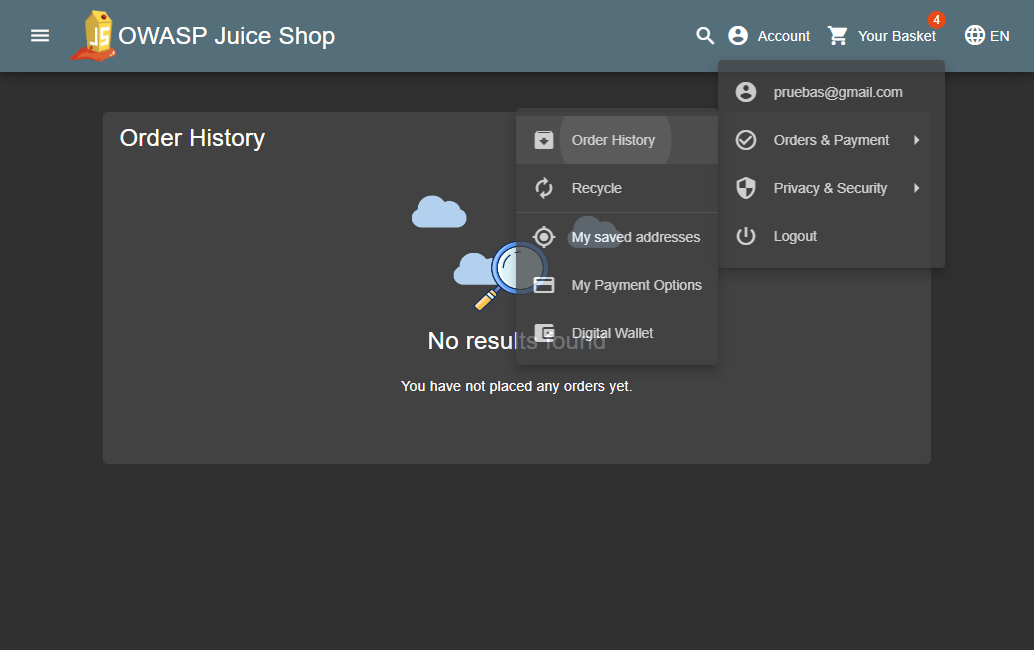 JS
OWASP Juice Shop
Account
Your Basket
4
EN
pruebas@gmail.com
Orders & Payment
Privacy & Security
Logout
Order History
Order History
Recycle
My saved addresses
My Payment Options
Digital Wallet
No results found
You have not placed any orders yet.